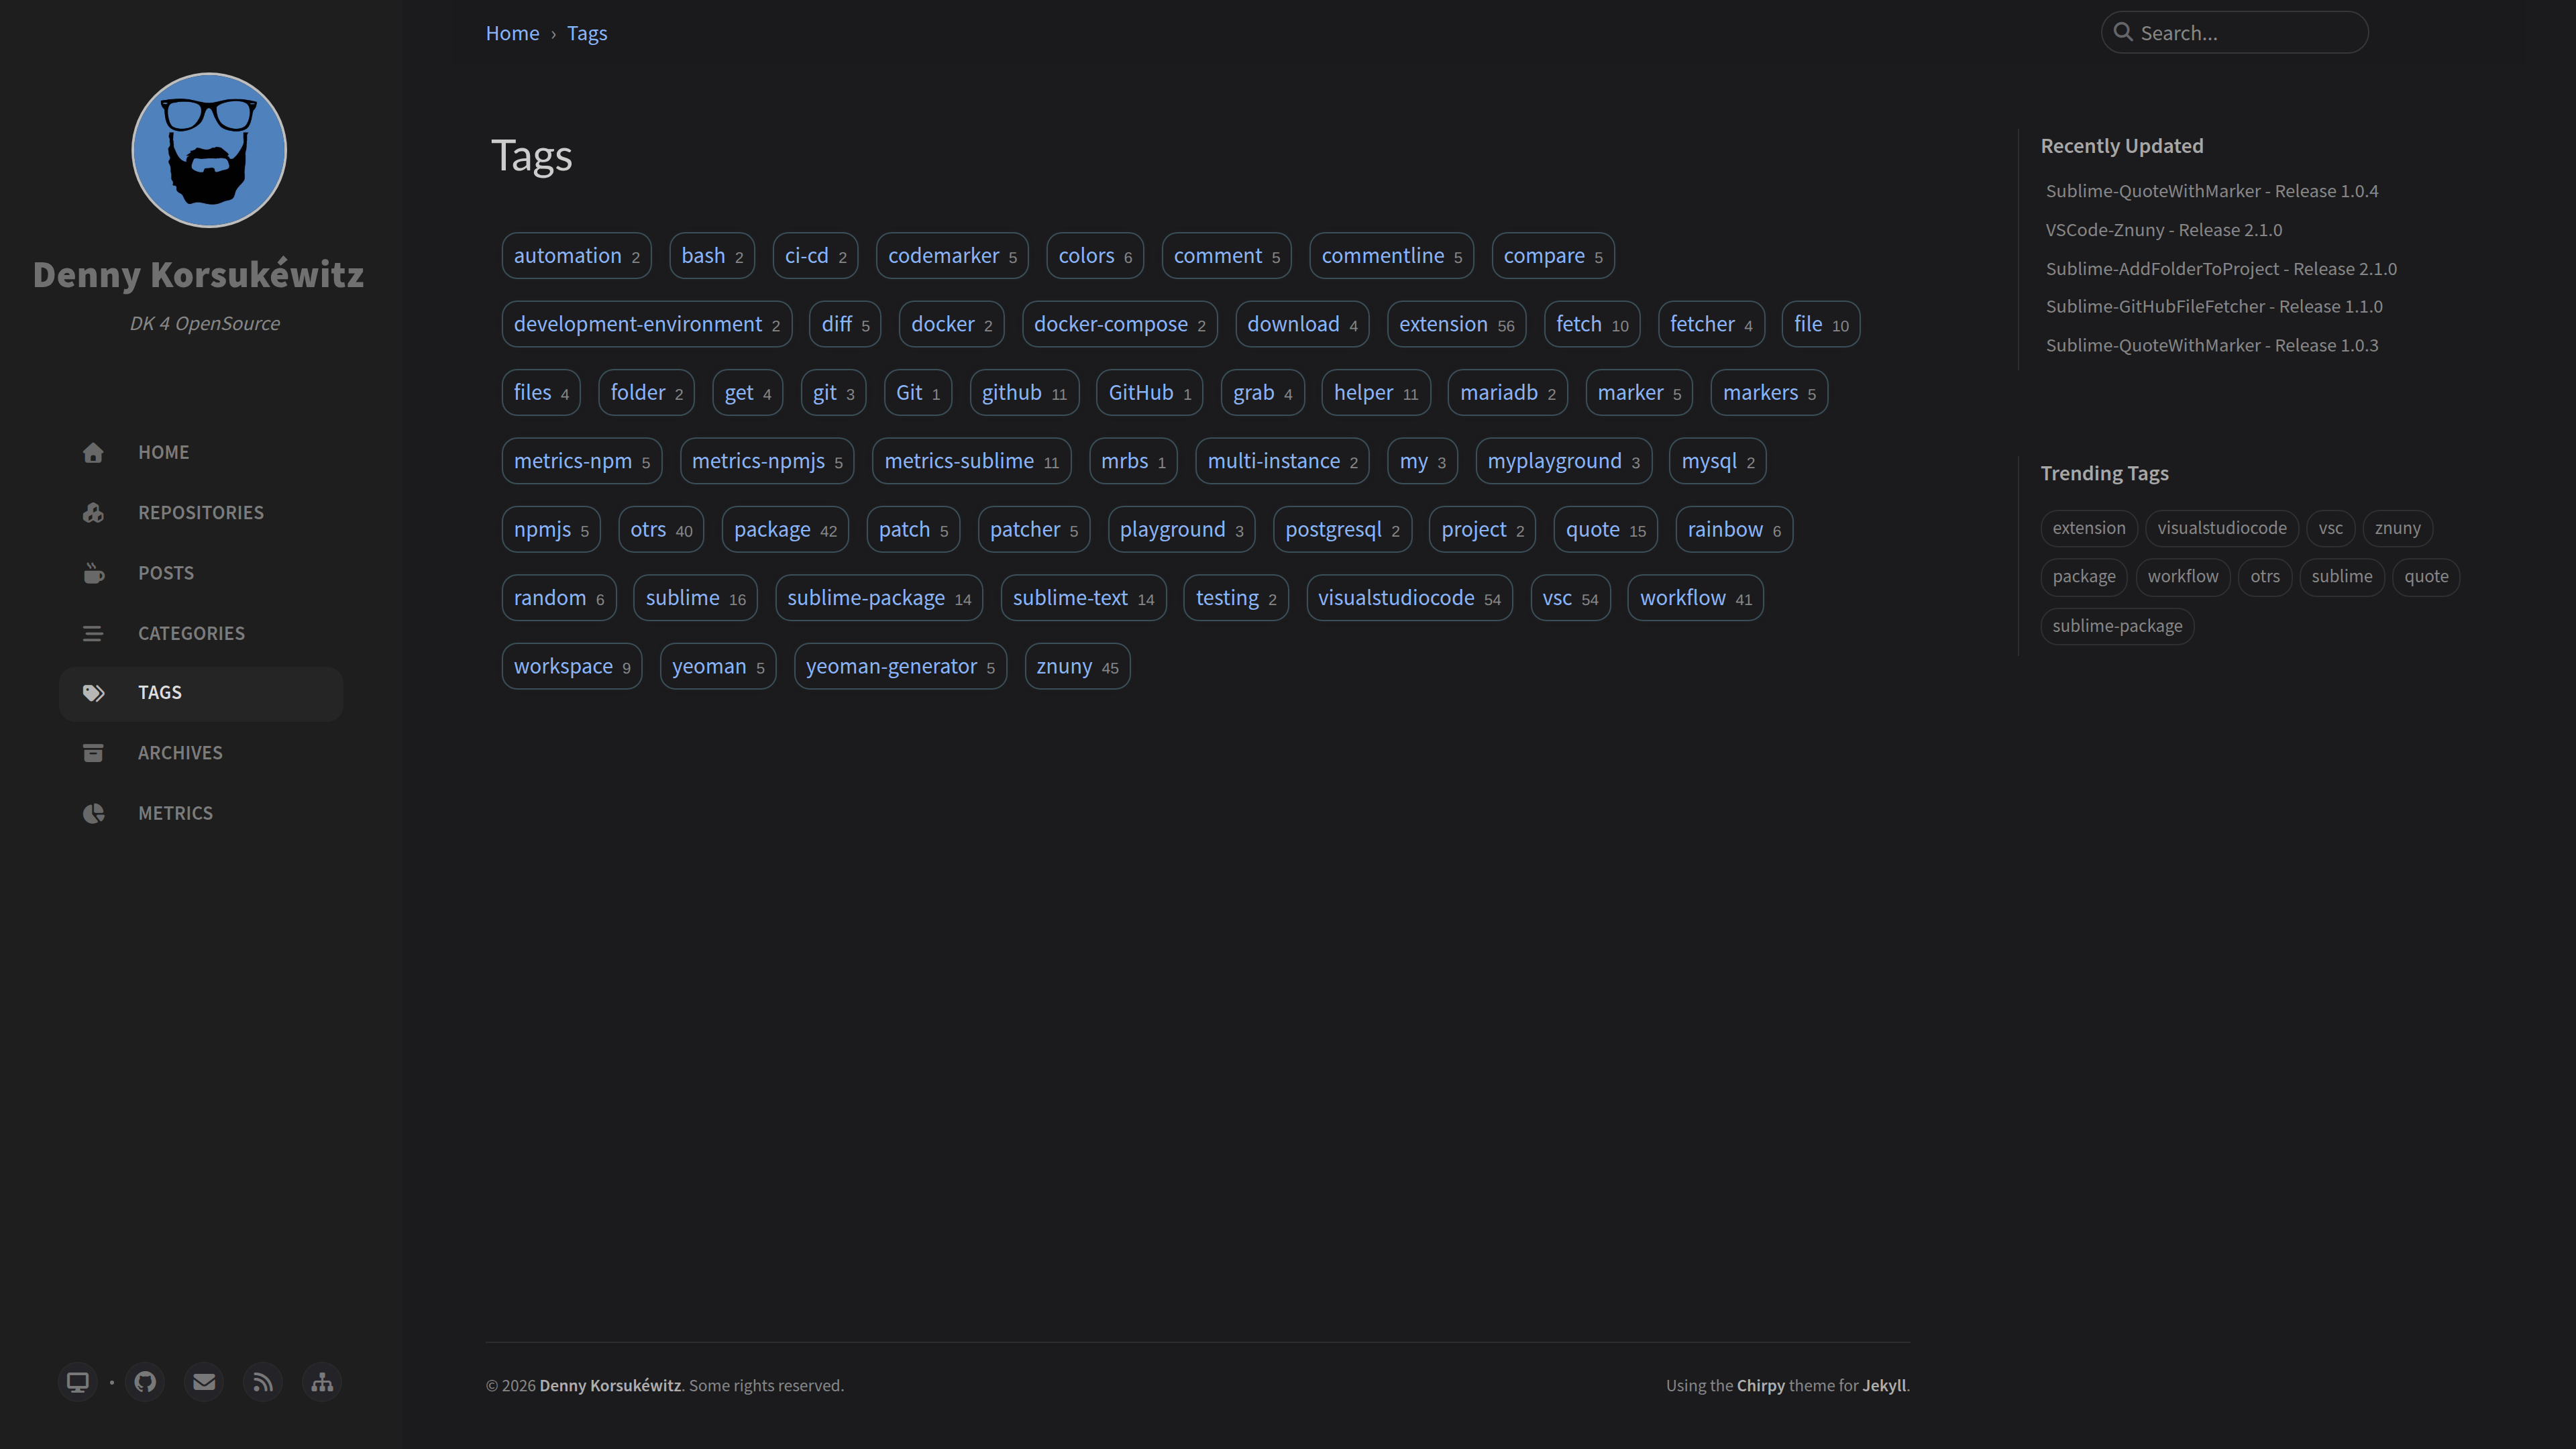 Home › Tags
Search...
Denny Korsukéwitz
DK 4 OpenSource
HOME
REPOSITORIES
POSTS
CATEGORIES
TAGS
ARCHIVES
METRICS
Tags
automation 2 bash 2 ci-cd 2 codemarker 5 colors 6 comment 5 commentline 5 compare 5
development-environment 2 diff 5 docker 2 docker-compose 2 download 4 extension 56 fetch 10 fetcher 4 file 10
files 4 folder 2 get 4 git 3 Git 1 github 11 GitHub 1 grab 4 helper 11 mariadb 2 marker 5 markers 5
metrics-npm 5 metrics-npmjs 5 metrics-sublime 11 mrbs 1 multi-instance 2 my 3 myplayground 3 mysql 2
npmjs 5 otrs 40 package 42 patch 5 patcher 5 playground 3 postgresql 2 project 2 quote 15 rainbow 6
random 6 sublime 16 sublime-package 14 sublime-text 14 testing 2 visualstudiocode 54 vsc 54 workflow 41
workspace 9 yeoman 5 yeoman-generator 5 znuny 45
Recently Updated
Sublime-QuoteWithMarker - Release 1.0.4
VSCode-Znuny - Release 2.1.0
Sublime-AddFolderToProject - Release 2.1.0
Sublime-GitHubFileFetcher - Release 1.1.0
Sublime-QuoteWithMarker - Release 1.0.3
Trending Tags
extension visualstudiocode vsc znuny
package workflow otrs sublime quote
sublime-package
© 2026 Denny Korsukéwitz. Some rights reserved.
Using the Chirpy theme for Jekyll.